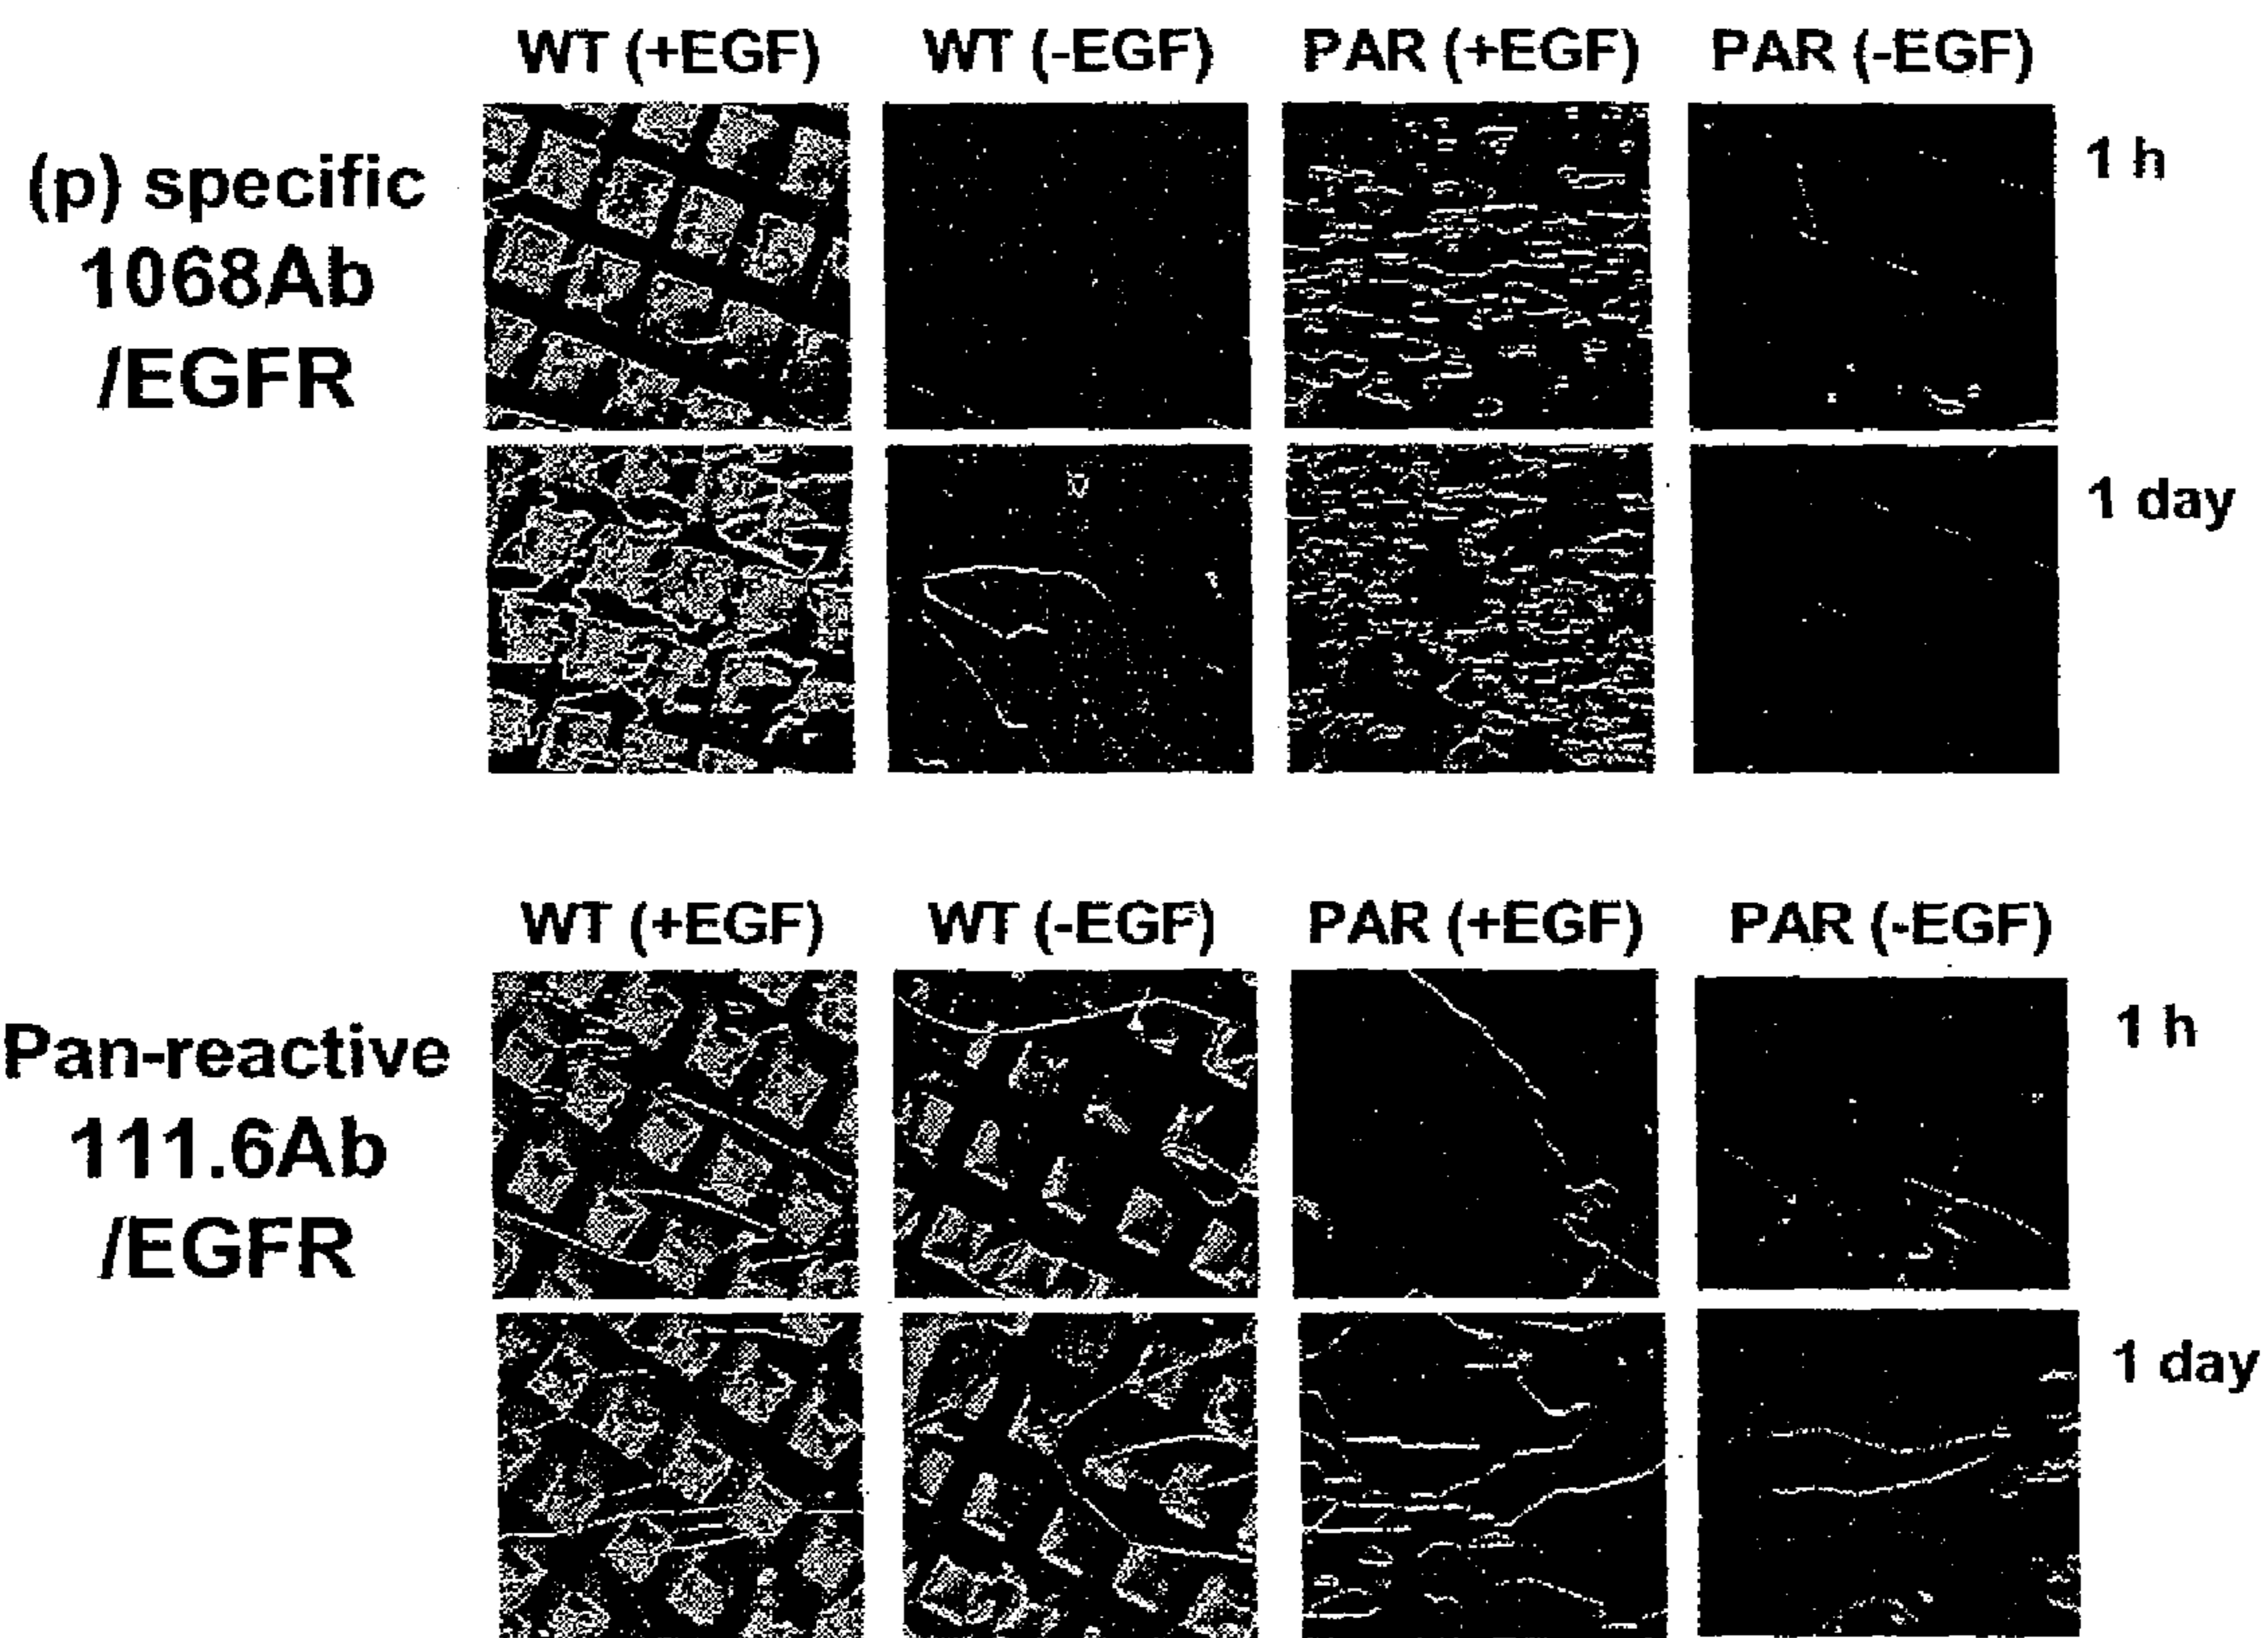 WT (+EGF) WT (-EGF) PAR (+EGF) PAR (-EGF)
(p) specific
1068Ab
/EGFR
1 h
1 day
WT (+EGF) WT (-EGF) PAR (+EGF) PAR (-EGF)
Pan-reactive
111.6Ab
/EGFR
1 h
1 day